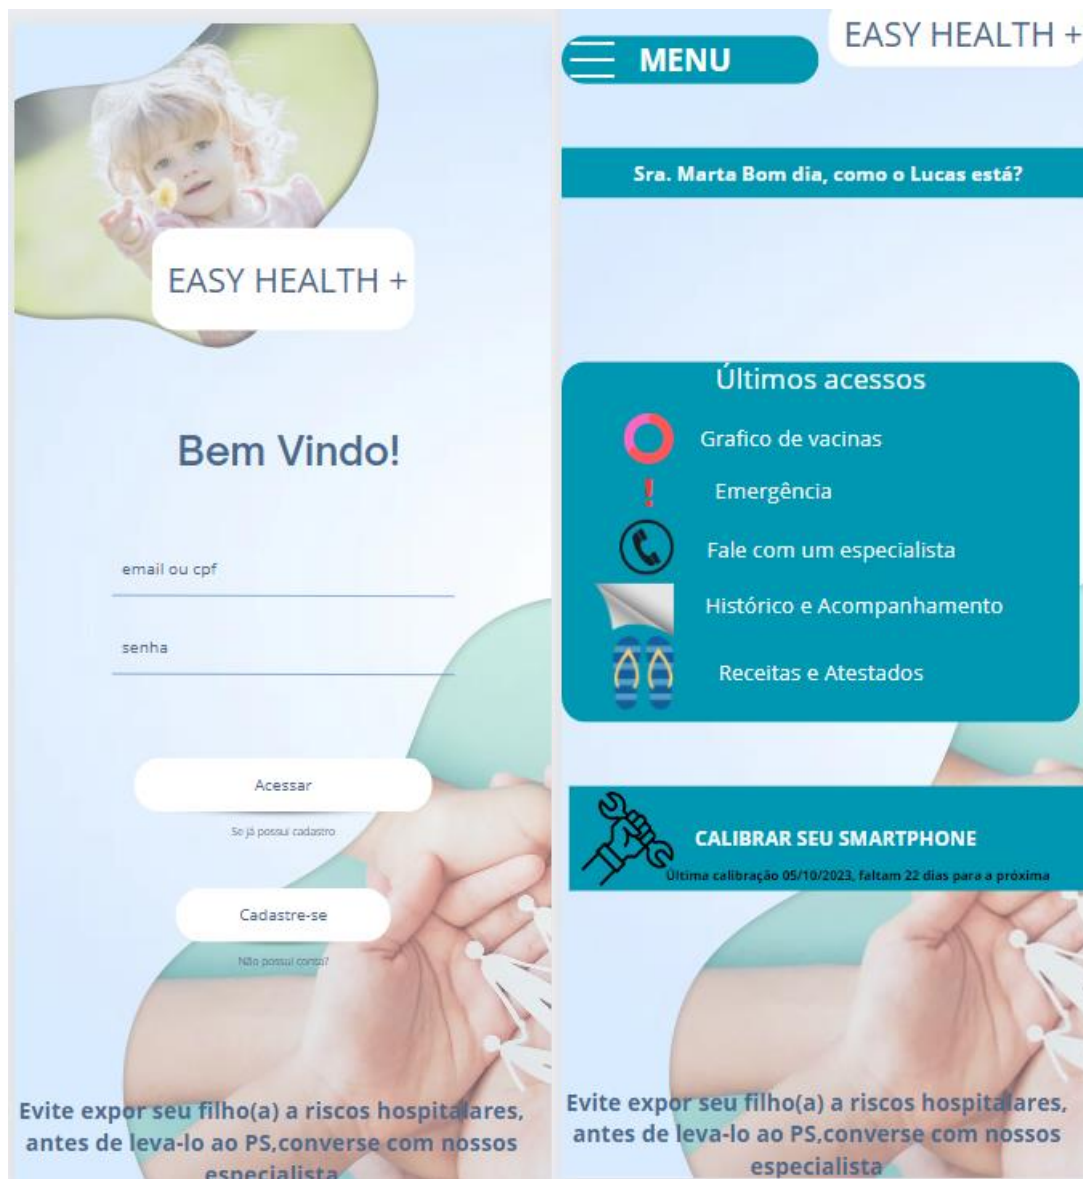 EASY HEALTH +
Bem Vindo!
email ou cpf
senha
Acessar
Se já possui cadastro
Cadastre-se
Não possui conta?
Evite expor seu filho(a) a riscos hospitalares,
antes de leva-lo ao PS,converse com nossos
especialista
MENU
EASY HEALTH +
Sra. Marta Bom dia, como o Lucas está?
Últimos acessos
Grafico de vacinas
Emergência
Fale com um especialista
Histórico e Acompanhamento
Receitas e Atestados
CALIBRAR SEU SMARTPHONE
Última calibração 05/10/2023, faltam 22 dias para a próxima
Evite expor seu filho(a) a riscos hospitalares,
antes de leva-lo ao PS,converse com nossos
especialista